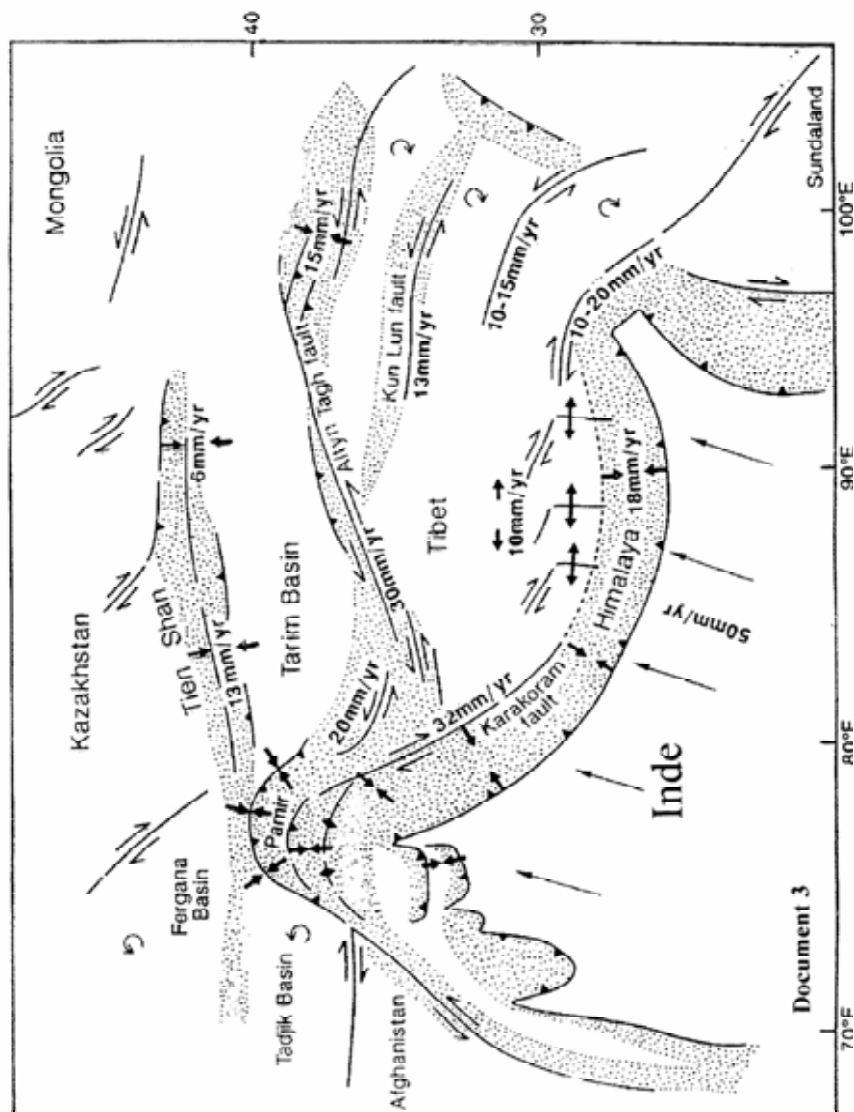 Kazakhstan
Mongolia
Fergana
Basin
Tien Shan
6mm/yr
13mm/yr
40
Tadjik Basin
Pamir
Tarim Basin
Altyn Tagh fault
15mm/yr
20mm/yr
30mm/yr
Afghanistan
Kun Lun fault
13mm/yr
Tibet
32mm/yr
Karakoram
fault
10mm/yr
10-15mm/yr
30
Himalaya
18mm/yr
10-20mm/yr
Inde
50mm/yr
Sundaland
Document 3
70°E
80°E
90°E
100°E